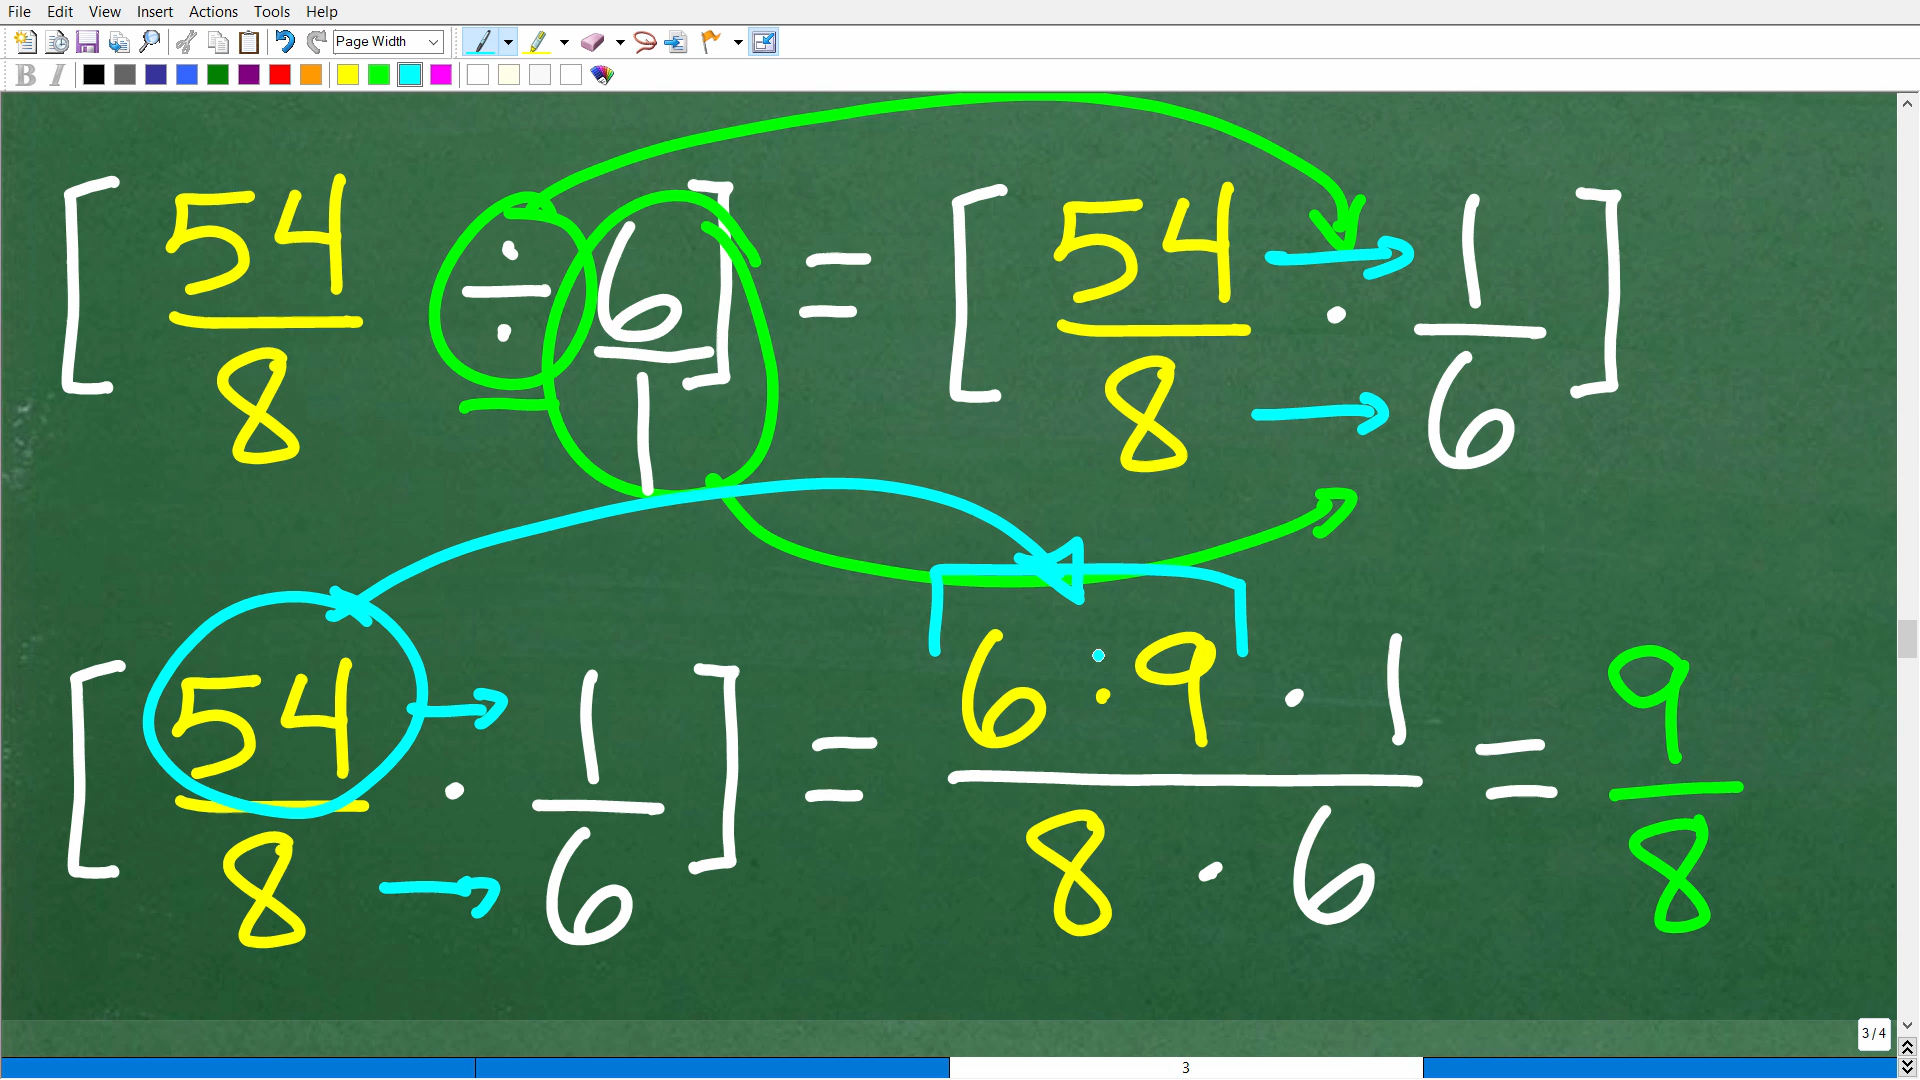 File Edit View Insert Actions Tools Help
Page Width
B I
[ 54/8 ÷ 6/1 ] = [ 54/8 · 1/6 ]
[ 54/8 · 1/6 ] = 6 · 9 · 1 / 8 · 6 = 9/8
3 / 4
3